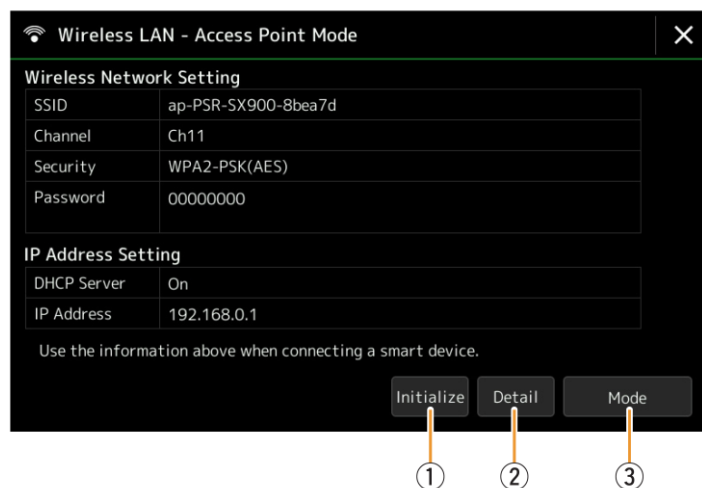 Wireless LAN - Access Point Mode
Wireless Network Setting
SSID ap-PSR-SX900-8bea7d
Channel Ch11
Security WPA2-PSK(AES)
Password 00000000
IP Address Setting
DHCP Server On
IP Address 192.168.0.1
Use the information above when connecting a smart device.
Initialize Detail Mode
① ② ③